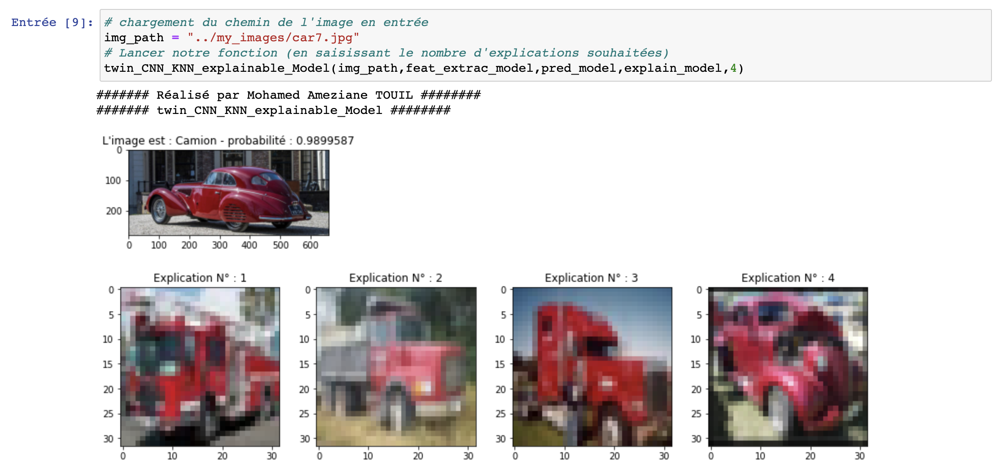 Entrée [9]: # chargement du chemin de l'image en entrée
img_path = "../my_images/car7.jpg"
# Lancer notre fonction (en saisissant le nombre d'explications souhaitées)
twin_CNN_KNN_explainable_Model(img_path,feat_extrac_model,pred_model,explain_model,4)
####### Réalisé par Mohamed Ameziane TOUIL ########
####### twin_CNN_KNN_explainable_Model ########
L'image est : Camion - probabilité : 0.9899587
0
100
200
0 100 200 300 400 500 600
Explication N° : 1 Explication N° : 2 Explication N° : 3 Explication N° : 4
0 0 0 0
5 5 5 5
10 10 10 10
15 15 15 15
20 20 20 20
25 25 25 25
30 30 30 30
0 10 20 30 0 10 20 30 0 10 20 30 0 10 20 30